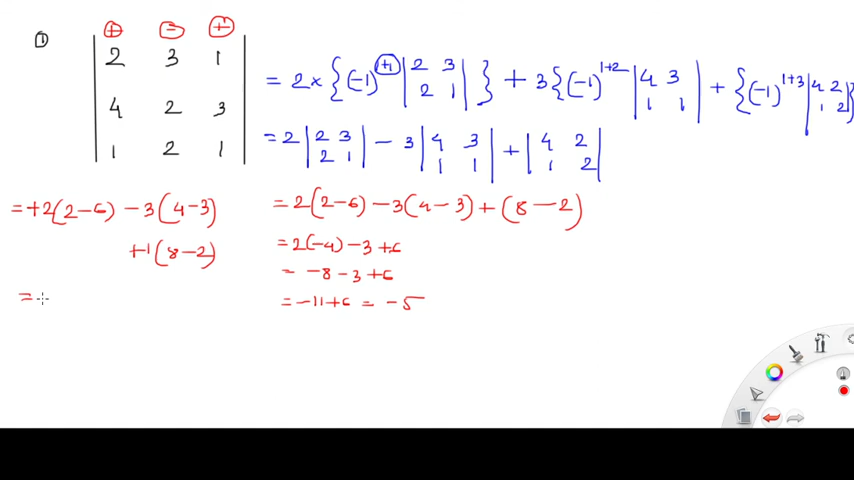 ⊕ ⊖ ⊕
① | 2 3 1 |
| 4 2 3 |
| 1 2 1 |
= 2 × {(-1)^(1+1) | 2 3 | } + 3 {(-1)^(1+2) | 4 3 | + {(-1)^(1+3) | 4 2 | }
| 2 1 | | 1 1 | | 1 2 |
= 2 | 2 3 | - 3 | 4 3 | + | 4 2 |
| 2 1 | | 1 1 | | 1 2 |
= +2(2-6) - 3(4-3)
+1(8-2)
=
= 2(2-6) - 3(4-3) + (8-2)
= 2(-4) - 3 + 6
= -8 - 3 + 6
= -11 + 6 = -5